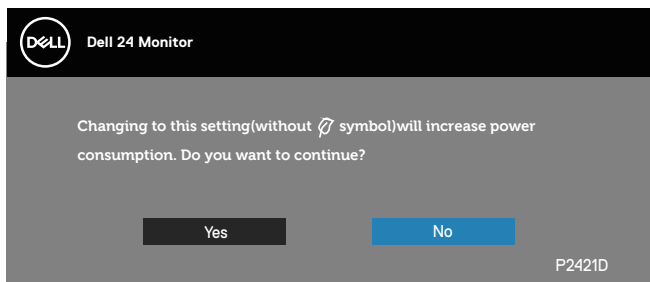 DELL Dell 24 Monitor
Changing to this setting(without symbol)will increase power
consumption. Do you want to continue?
Yes No
P2421D